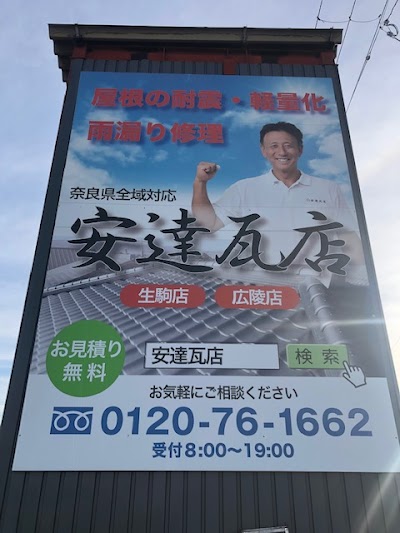 屋根の耐震・軽量化
雨漏り修理
奈良県全域対応
安達瓦店
生駒店 広陵店
お見積り
無料
安達瓦店 検索
お気軽にご相談ください
0120-76-1662
受付8:00〜19:00